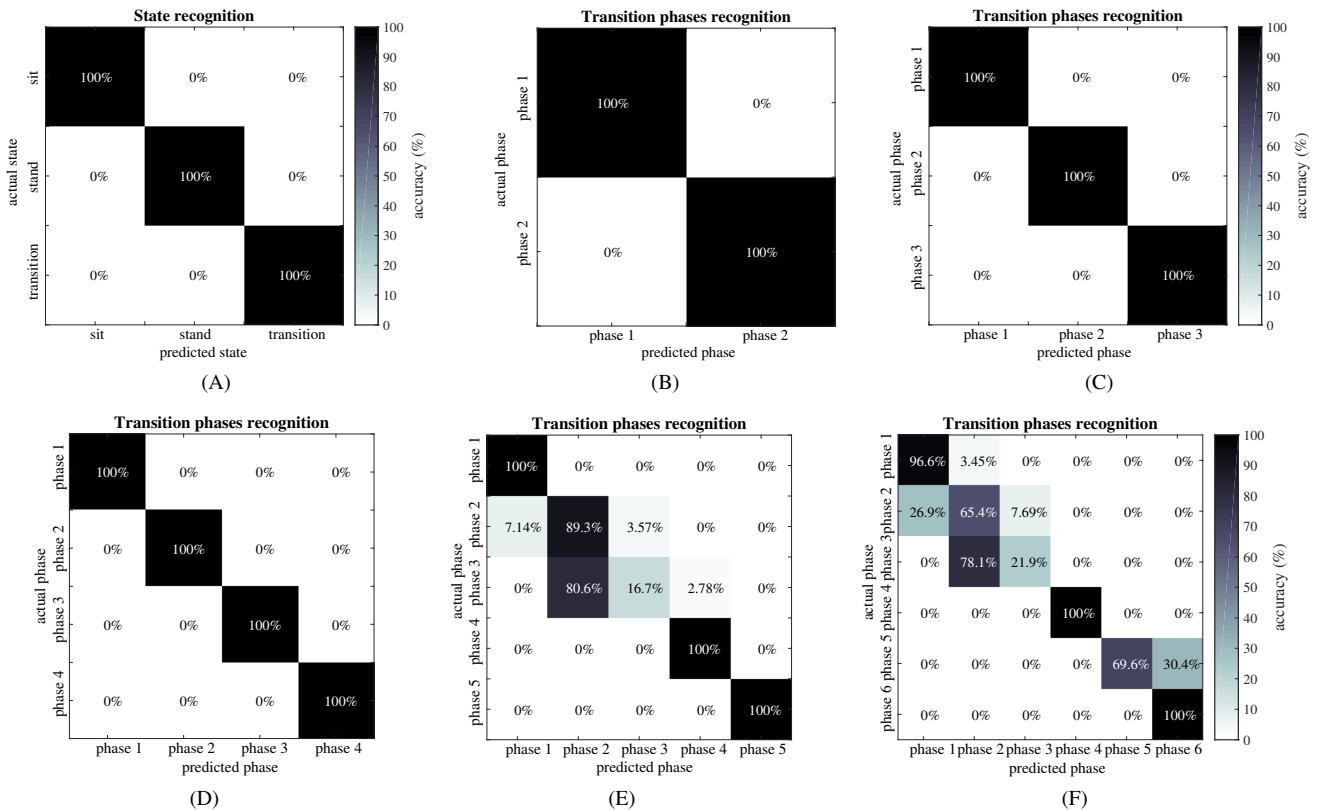 State recognition
sit
stand
transition
actual state
100% 0% 0%
0% 100% 0%
0% 0% 100%
sit stand transition
predicted state
100
90
80
70
60
50
40
30
20
10
0
accuracy (%)
(A)
Transition phases recognition
phase 1
phase 2
actual phase
100% 0%
0% 100%
phase 1 phase 2
predicted phase
(B)
Transition phases recognition
phase 1
phase 2
phase 3
actual phase
100% 0% 0%
0% 100% 0%
0% 0% 100%
phase 1 phase 2 phase 3
predicted phase
100
90
80
70
60
50
40
30
20
10
0
accuracy (%)
(C)
Transition phases recognition
phase 1
phase 2
phase 3
phase 4
actual phase
100% 0% 0% 0%
0% 100% 0% 0%
0% 0% 100% 0%
0% 0% 0% 100%
phase 1 phase 2 phase 3 phase 4
predicted phase
(D)
Transition phases recognition
phase 1
phase 2
phase 3
phase 4
phase 5
actual phase
100% 0% 0% 0% 0%
7.14% 89.3% 3.57% 0% 0%
0% 80.6% 16.7% 2.78% 0%
0% 0% 0% 100% 0%
0% 0% 0% 0% 100%
phase 1 phase 2 phase 3 phase 4 phase 5
predicted phase
(E)
Transition phases recognition
phase 1
phase 2
phase 3
phase 4
phase 5
phase 6
actual phase
96.6% 3.45% 0% 0% 0% 0%
26.9% 65.4% 7.69% 0% 0% 0%
0% 78.1% 21.9% 0% 0% 0%
0% 0% 0% 100% 0% 0%
0% 0% 0% 0% 69.6% 30.4%
0% 0% 0% 0% 0% 100%
phase 1 phase 2 phase 3 phase 4 phase 5 phase 6
predicted phase
100
90
80
70
60
50
40
30
20
10
0
accuracy (%)
(F)